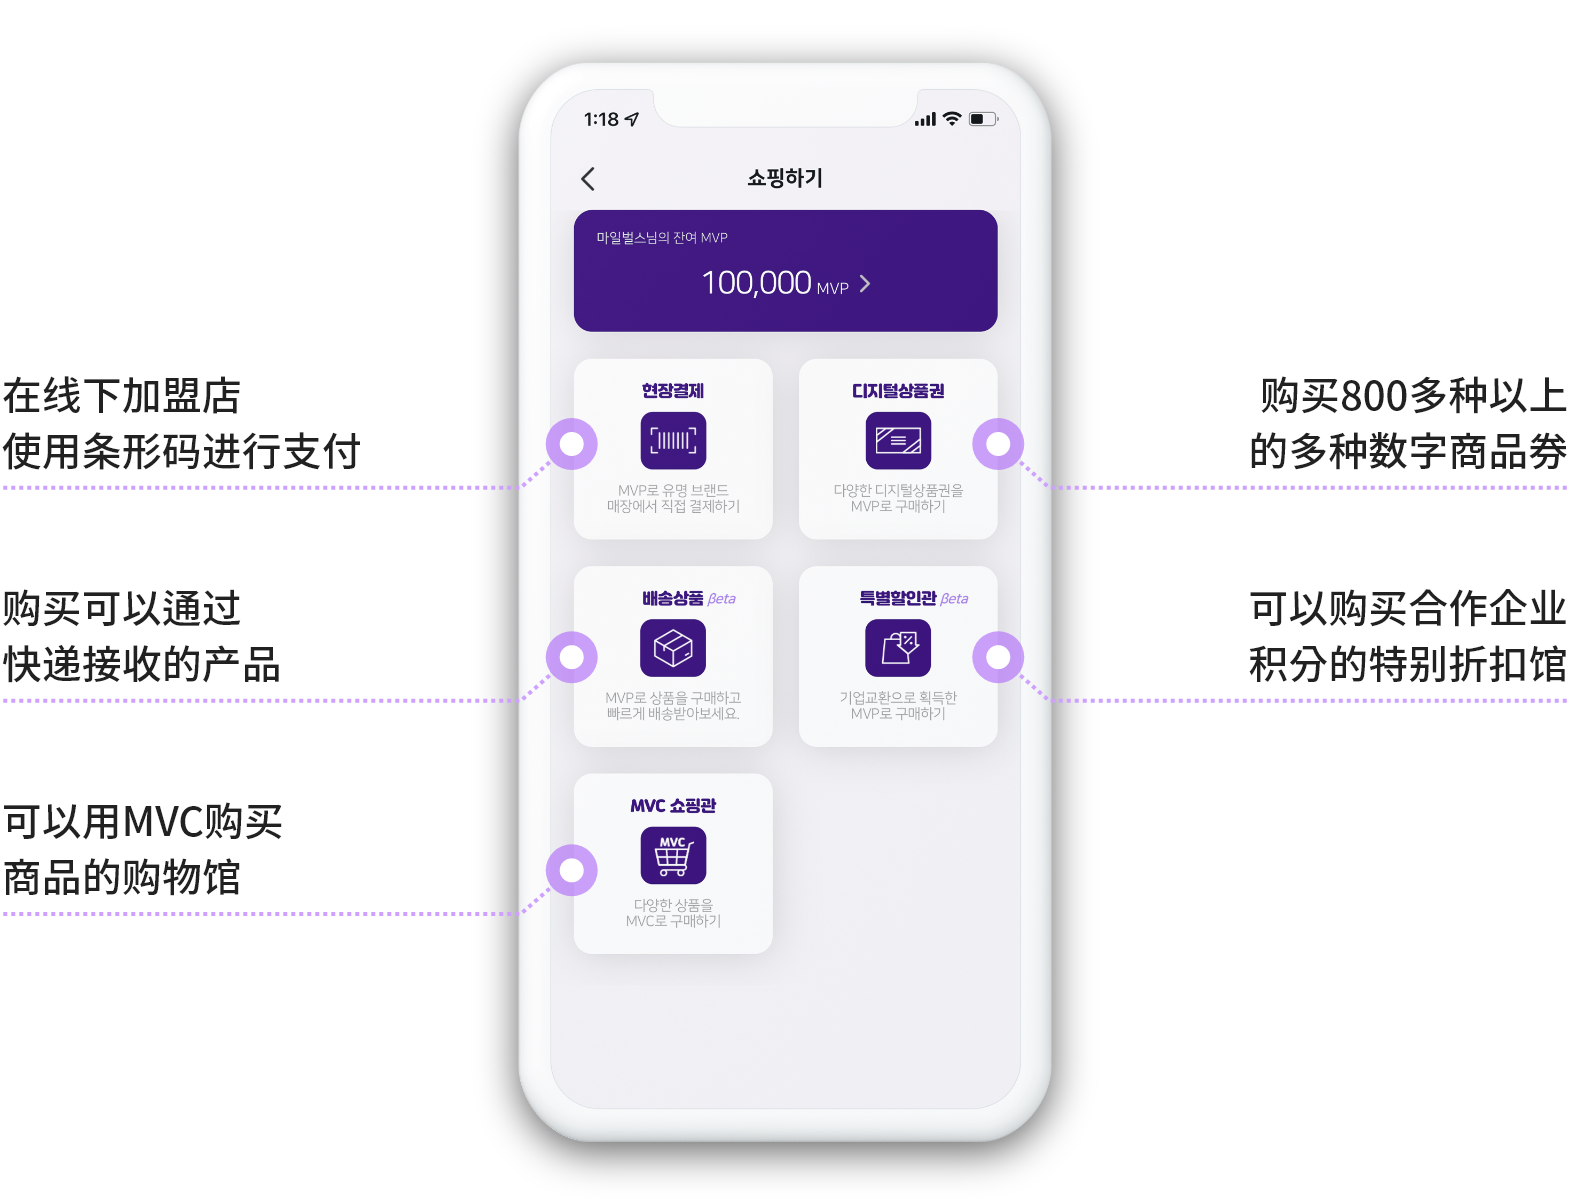 1:18
쇼핑하기
마일벌스님의 잔여 MVP
100,000 MVP
현장결제
MVP로 유명 브랜드
매장에서 직접 결제하기
디지털상품권
다양한 디지털상품권을
MVP로 구매하기
배송상품 βeta
MVP로 상품을 구매하고
빠르게 배송받아보세요.
특별할인관 βeta
기업교환으로 획득한
MVP로 구매하기
MVC 쇼핑관
MVC
다양한 상품을
MVC로 구매하기
在线下加盟店
使用条形码进行支付
购买可以通过
快递接收的产品
可以用MVC购买
商品的购物馆
购买800多种以上
的多种数字商品券
可以购买合作企业
积分的特别折扣馆